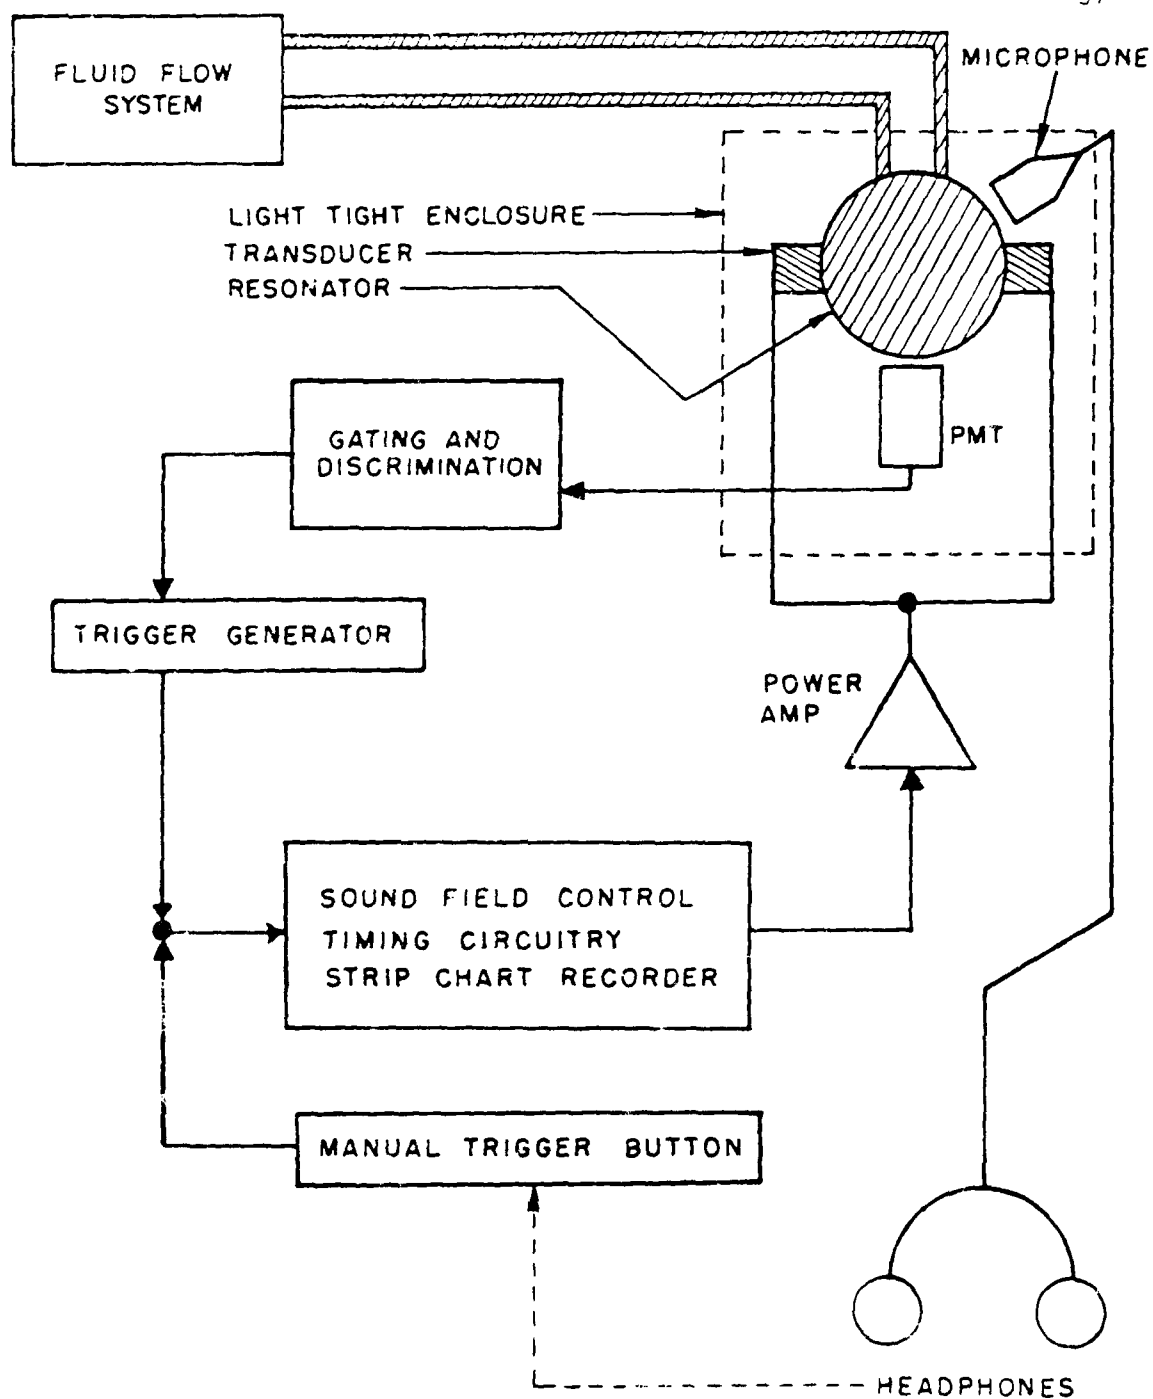 FLUID FLOW
SYSTEM
MICROPHONE
LIGHT TIGHT ENCLOSURE
TRANSDUCER
RESONATOR
GATING AND
DISCRIMINATION
PMT
TRIGGER GENERATOR
POWER
AMP
SOUND FIELD CONTROL
TIMING CIRCUITRY
STRIP CHART RECORDER
MANUAL TRIGGER BUTTON
HEADPHONES